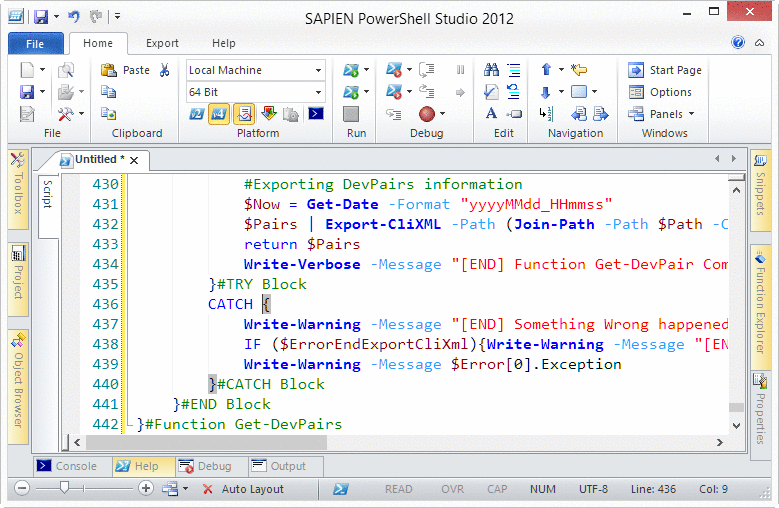 SAPIEN PowerShell Studio 2012
File Home Export Help
Paste Local Machine Start Page
64 Bit Options
V2 V4 Panels
File Clipboard Platform Run Debug Edit Navigation Windows
Untitled *
Toolbox
Project
Object Browser
Script
430 #Exporting DevPairs information
431 $Now = Get-Date -Format "yyyyMMdd_HHmmss"
432 $Pairs | Export-CliXML -Path (Join-Path -Path $Path -C
433 return $Pairs
434 Write-Verbose -Message "[END] Function Get-DevPair Com
435 }#TRY Block
436 CATCH {
437 Write-Warning -Message "[END] Something Wrong happened
438 IF ($ErrorEndExportCliXml){Write-Warning -Message "[EN
439 Write-Warning -Message $Error[0].Exception
440 }#CATCH Block
441 }#END Block
442 }#Function Get-DevPairs
Snippets
Function Explorer
Properties
Console Help Debug Output
Auto Layout READ OVR CAP NUM UTF-8 Line: 436 Col: 9